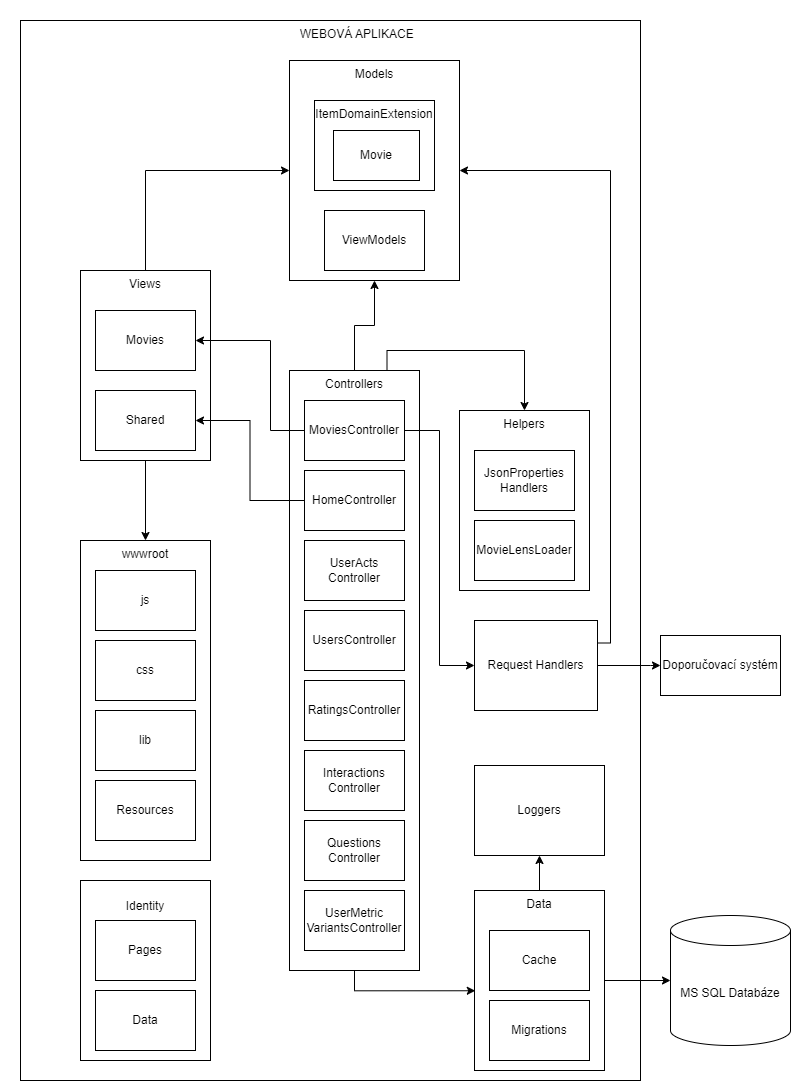 WEBOVÁ APLIKACE
Models
ItemDomainExtension
Movie
ViewModels
Views
Movies
Shared
Controllers
MoviesController
HomeController
UserActs
Controller
UsersController
RatingsController
Interactions
Controller
Questions
Controller
UserMetric
VariantsController
Helpers
JsonProperties
Handlers
MovieLensLoader
wwwroot
js
css
lib
Resources
Request Handlers
Doporučovací systém
Loggers
Identity
Pages
Data
Data
Cache
Migrations
MS SQL Databáze